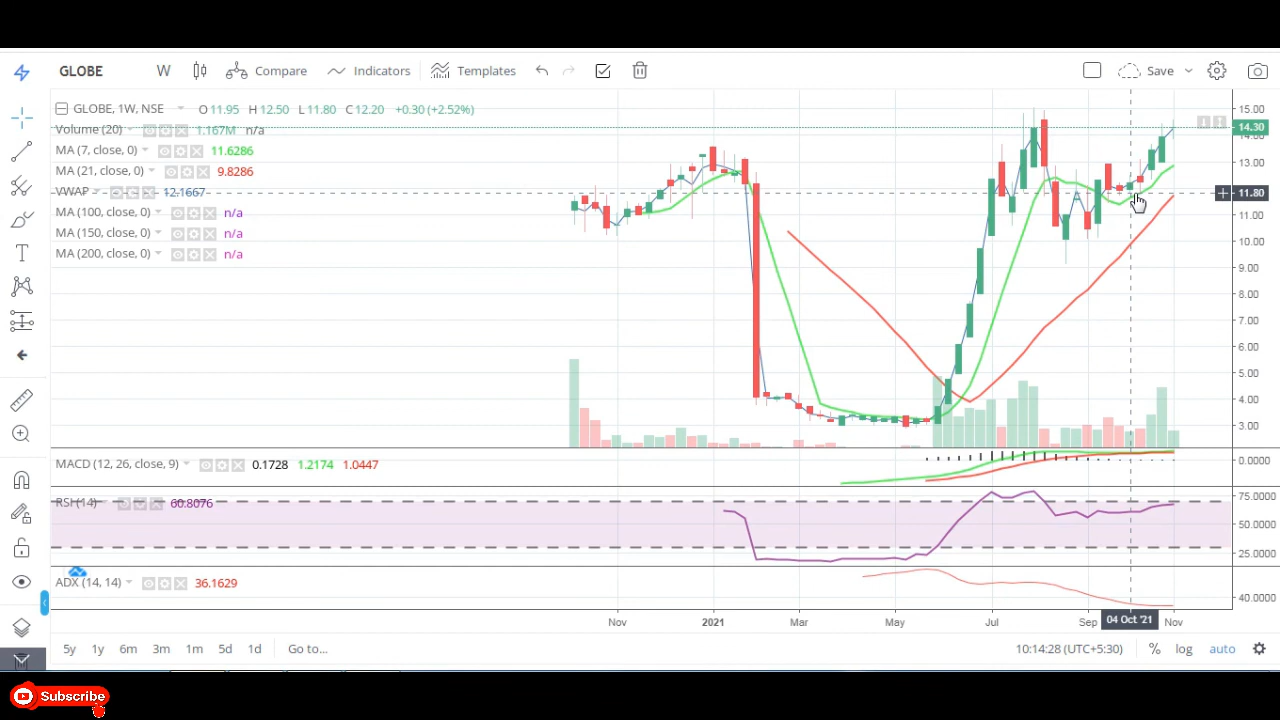 GLOBE W Compare Indicators Templates Save
GLOBE, 1W, NSE O 11.95 H 12.50 L 11.80 C 12.20 +0.30 (+2.52%)
Volume (20) 1.167M n/a
MA (7, close, 0) 11.6286
MA (21, close, 0) 9.8286
VWAP 12.1667
MA (100, close, 0) n/a
MA (150, close, 0) n/a
MA (200, close, 0) n/a
15.00
14.30
13.00
11.80
11.00
10.00
9.00
8.00
7.00
6.00
5.00
4.00
3.00
MACD (12, 26, close, 9) 0.1728 1.2174 1.0447
0.0000
RSI (14) 60.8076
75.0000
50.0000
25.0000
ADX (14, 14) 36.1629
40.0000
Nov 2021 Mar May Jul Sep 04 Oct '21 Nov
5y 1y 6m 3m 1m 5d 1d Go to... 10:14:28 (UTC+5:30) % log auto
Subscribe